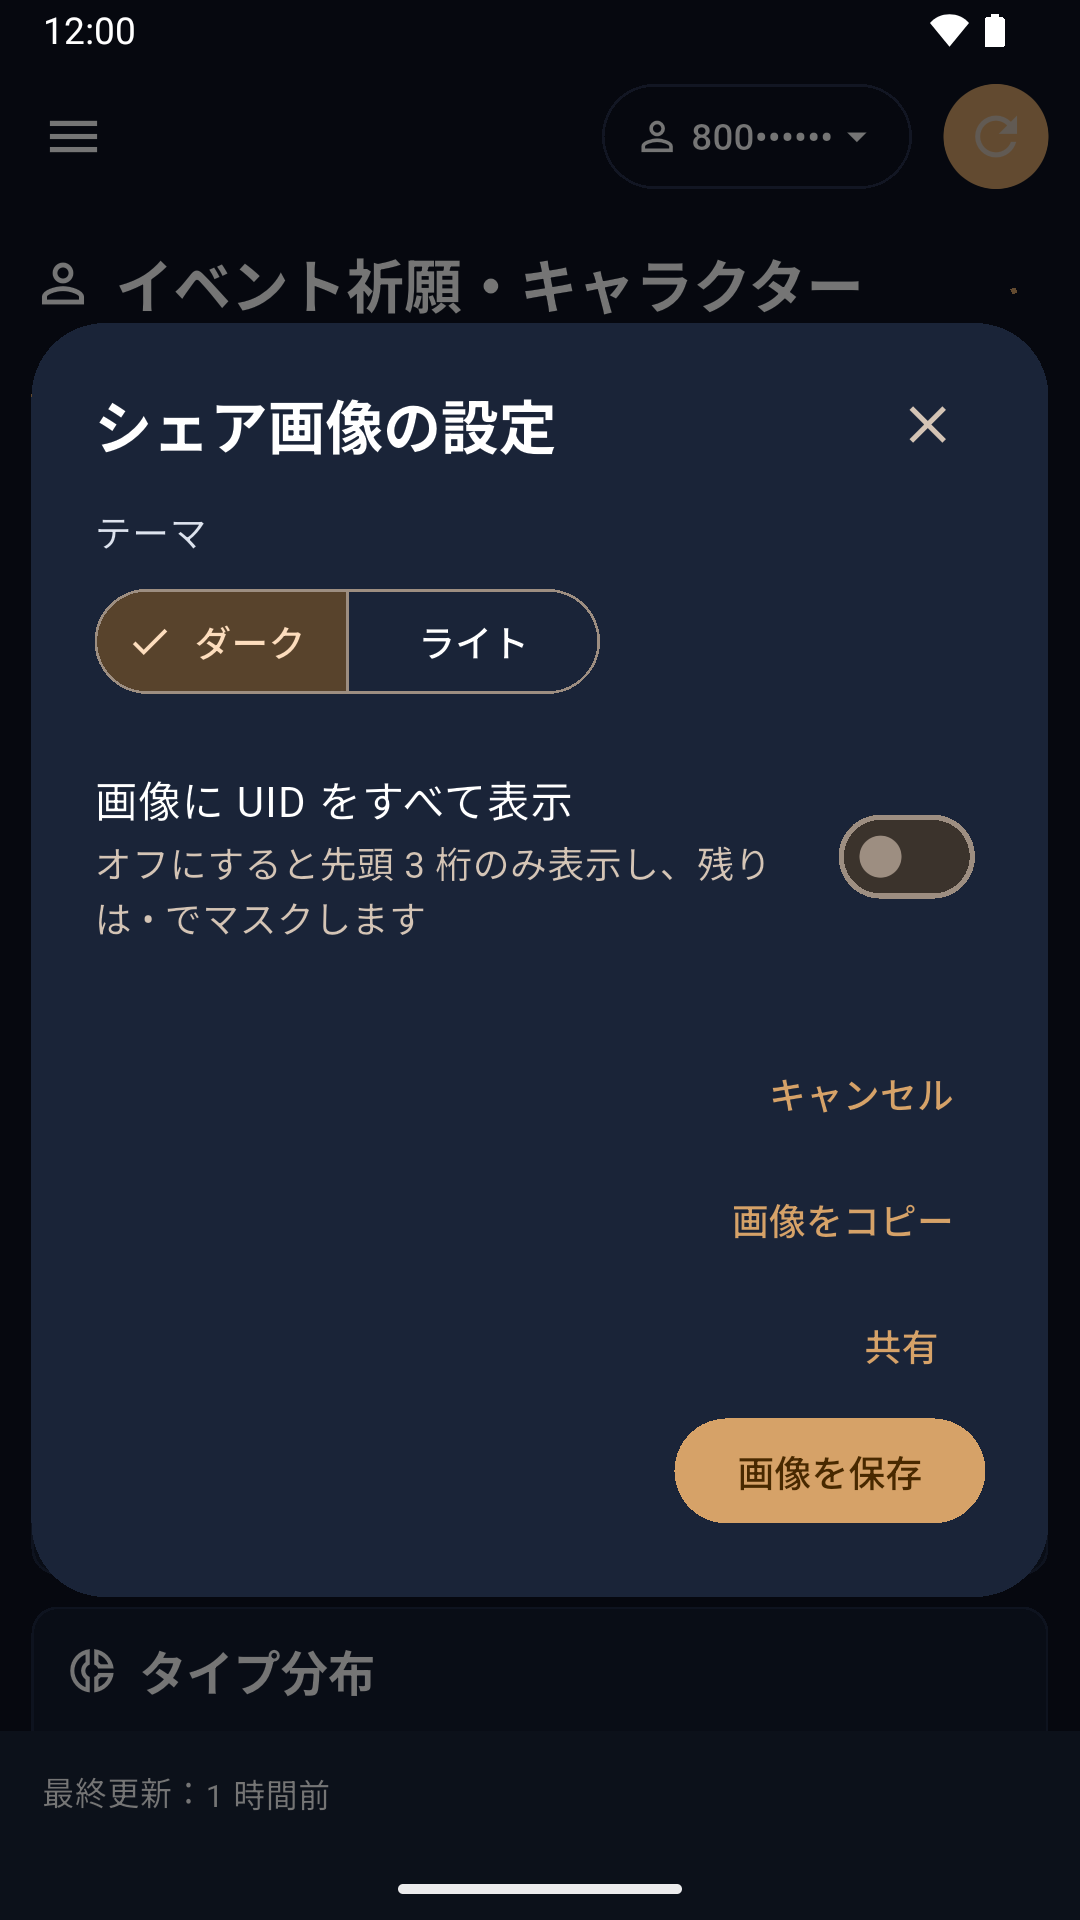 12:00
800••••••
イベント祈願・キャラクター
シェア画像の設定
テーマ
ダーク
ライト
画像に UID をすべて表示
オフにすると先頭 3 桁のみ表示し、残り
は • でマスクします
キャンセル
画像をコピー
共有
画像を保存
タイプ分布
最終更新：1 時間前